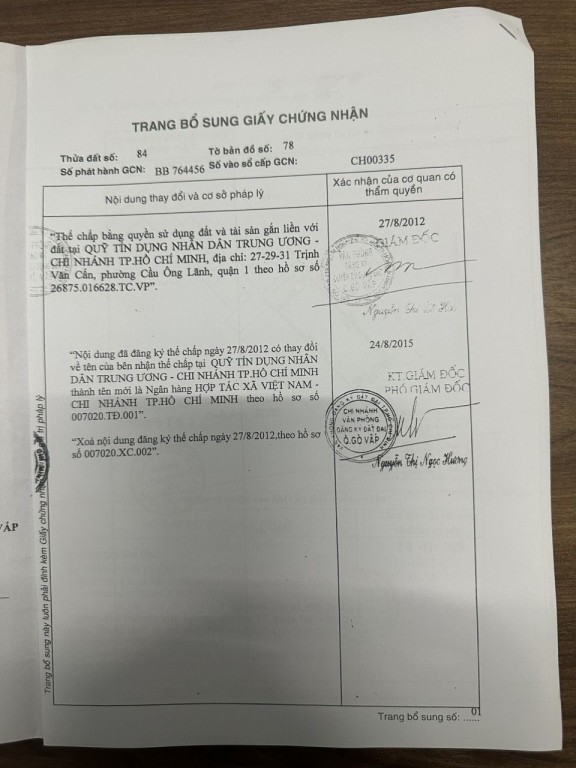 TRANG BỔ SUNG GIẤY CHỨNG NHẬN
Thửa đất số: 84 Tờ bản đồ số: 78
Số phát hành GCN: BB 764456 Số vào sổ cấp GCN: CH00335
Nội dung thay đổi và cơ sở pháp lý
Xác nhận của cơ quan có
thẩm quyền
“Thế chấp bằng quyền sử dụng đất và tài sản gắn liền với
đất tại QUỸ TÍN DỤNG NHÂN DÂN TRUNG ƯƠNG -
CHI NHÁNH TP.HỒ CHÍ MINH, địa chỉ: 27-29-31 Trịnh
Văn Cấn, phường Cầu Ông Lãnh, quận 1 theo hồ sơ số
26875.016628.TC.VP”.
27/8/2012
GIÁM ĐỐC
Nguyễn Thị
“Nội dung đã đăng ký thế chấp ngày 27/8/2012 có thay đổi
về tên của bên nhận thế chấp tại QUỸ TÍN DỤNG NHÂN
DÂN TRUNG ƯƠNG - CHI NHÁNH TP.HỒ CHÍ MINH
thành tên mới là Ngân hàng HỢP TÁC XÃ VIỆT NAM -
CHI NHÁNH TP.HỒ CHÍ MINH theo hồ sơ số
007020.TĐ.001”.
“Xoá nội dung đăng ký thế chấp ngày 27/8/2012,theo hồ sơ
số 007020.XC.002”.
24/8/2015
KT.GIÁM ĐỐC
PHÓ GIÁM ĐỐC
CHI NHÁNH
VĂN PHÒNG
ĐĂNG KÝ ĐẤT ĐAI
Q.GÒ VẤP
Nguyễn Thị Ngọc Hương
VẤP
Trang bổ sung này luôn phải đính kèm Giấy chứng trị pháp lý
Trang bổ sung số: ...... 01